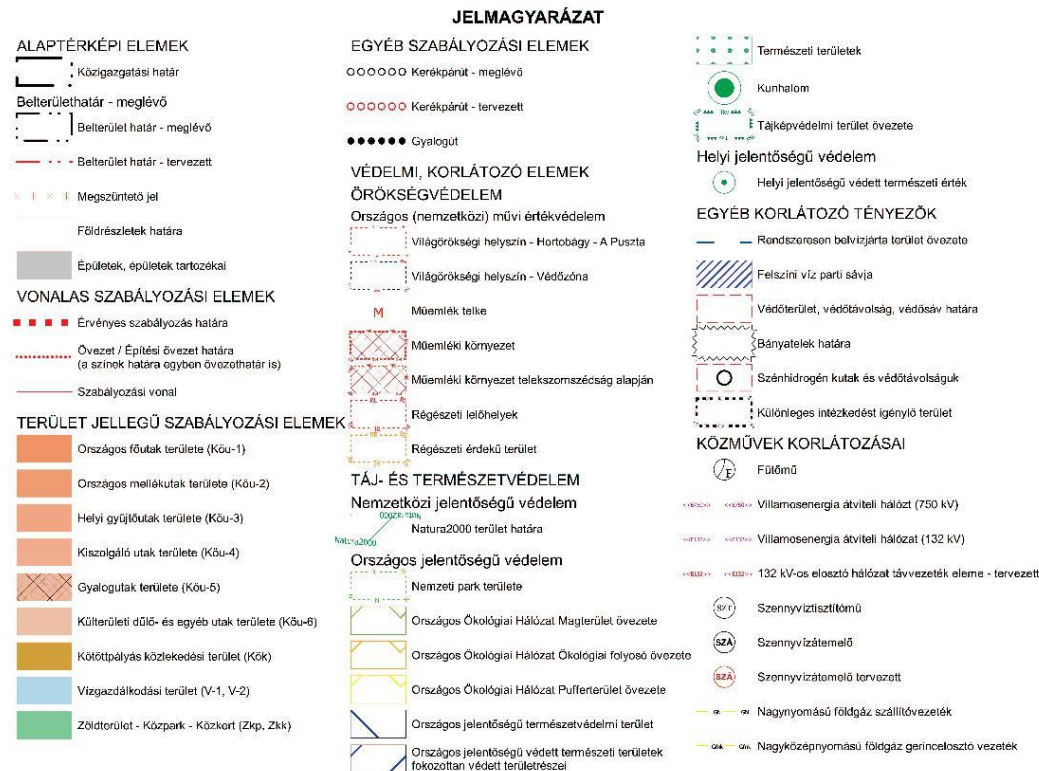 JELMAGYARÁZAT
ALAPTÉRKÉPI ELEMEK
Közigazgatási határ
Belterülethatár - meglévő
Belterület határ - meglévő
Belterület határ - tervezett
Megszüntető jel
Földrészletek határa
Épületek, épületek tartozékai
VONALAS SZABÁLYOZÁSI ELEMEK
Érvényes szabályozás határa
Övezet / Építési övezet határa
(a színek határa egyben övezethatár is)
Szabályozási vonal
TERÜLET JELLEGŰ SZABÁLYOZÁSI ELEMEK
Országos főutak területe (Köu-1)
Országos mellékutak területe (Köu-2)
Helyi gyűjtőutak területe (Köu-3)
Kiszolgáló utak területe (Köu-4)
Gyalogutak területe (Köu-5)
Külterületi dűlő- és egyéb utak területe (Köu-6)
Kötöttpályás közlekedési terület (Kök)
Vízgazdálkodási terület (V-1, V-2)
Zöldterület - Közpark - Közkert (Zkp, Zkk)
EGYÉB SZABÁLYOZÁSI ELEMEK
Kerékpárút - meglévő
Kerékpárút - tervezett
Gyalogút
VÉDELMI, KORLÁTOZÓ ELEMEK
ÖRÖKSÉGVÉDELEM
Országos (nemzetközi) művi értékvédelem
Világörökségi helyszín - Hortobágy - A Puszta
Világörökségi helyszín - Védőzóna
M Műemlék telke
Műemléki környezet
Műemléki környezet telekszomszédság alapján
Régészeti lelőhelyek
Régészeti érdekű terület
TÁJ- ÉS TERMÉSZETVÉDELEM
Nemzetközi jelentőségű védelem
Natura2000
Natura2000 terület határa
Országos jelentőségű védelem
Nemzeti park területe
Országos Ökológiai Hálózat Magterület övezete
Országos Ökológiai Hálózat Ökológiai folyosó övezete
Országos Ökológiai Hálózat Pufferterület övezete
Országos jelentőségű természetvédelmi terület
Országos jelentőségű védett természeti területek
fokozottan védett területrészei
Természeti területek
Kunhalom
Tájképvédelmi terület övezete
Helyi jelentőségű védelem
Helyi jelentőségű védett természeti érték
EGYÉB KORLÁTOZÓ TÉNYEZŐK
Rendszeresen belvízjárta terület övezete
Felszíni víz parti sávja
Védőterület, védőtávolság, védősáv határa
Bányatelek határa
Szénhidrogén kutak és védőtávolságuk
Különleges intézkedést igénylő terület
KÖZMŰVEK KORLÁTOZÁSAI
Fűtőmű
Villamosenergia átviteli hálózt (750 kV)
Villamosenergia átviteli hálózat (132 kV)
132 kV-os elosztó hálózat távvezeték eleme - tervezett
SZT Szennyvíztisztítómű
SZÁ Szennyvízátemelő
SZÁ Szennyvízátemelő tervezett
Nagynyomású földgáz szállítóvezeték
Nagyközépnyomású földgáz gerincelosztó vezeték